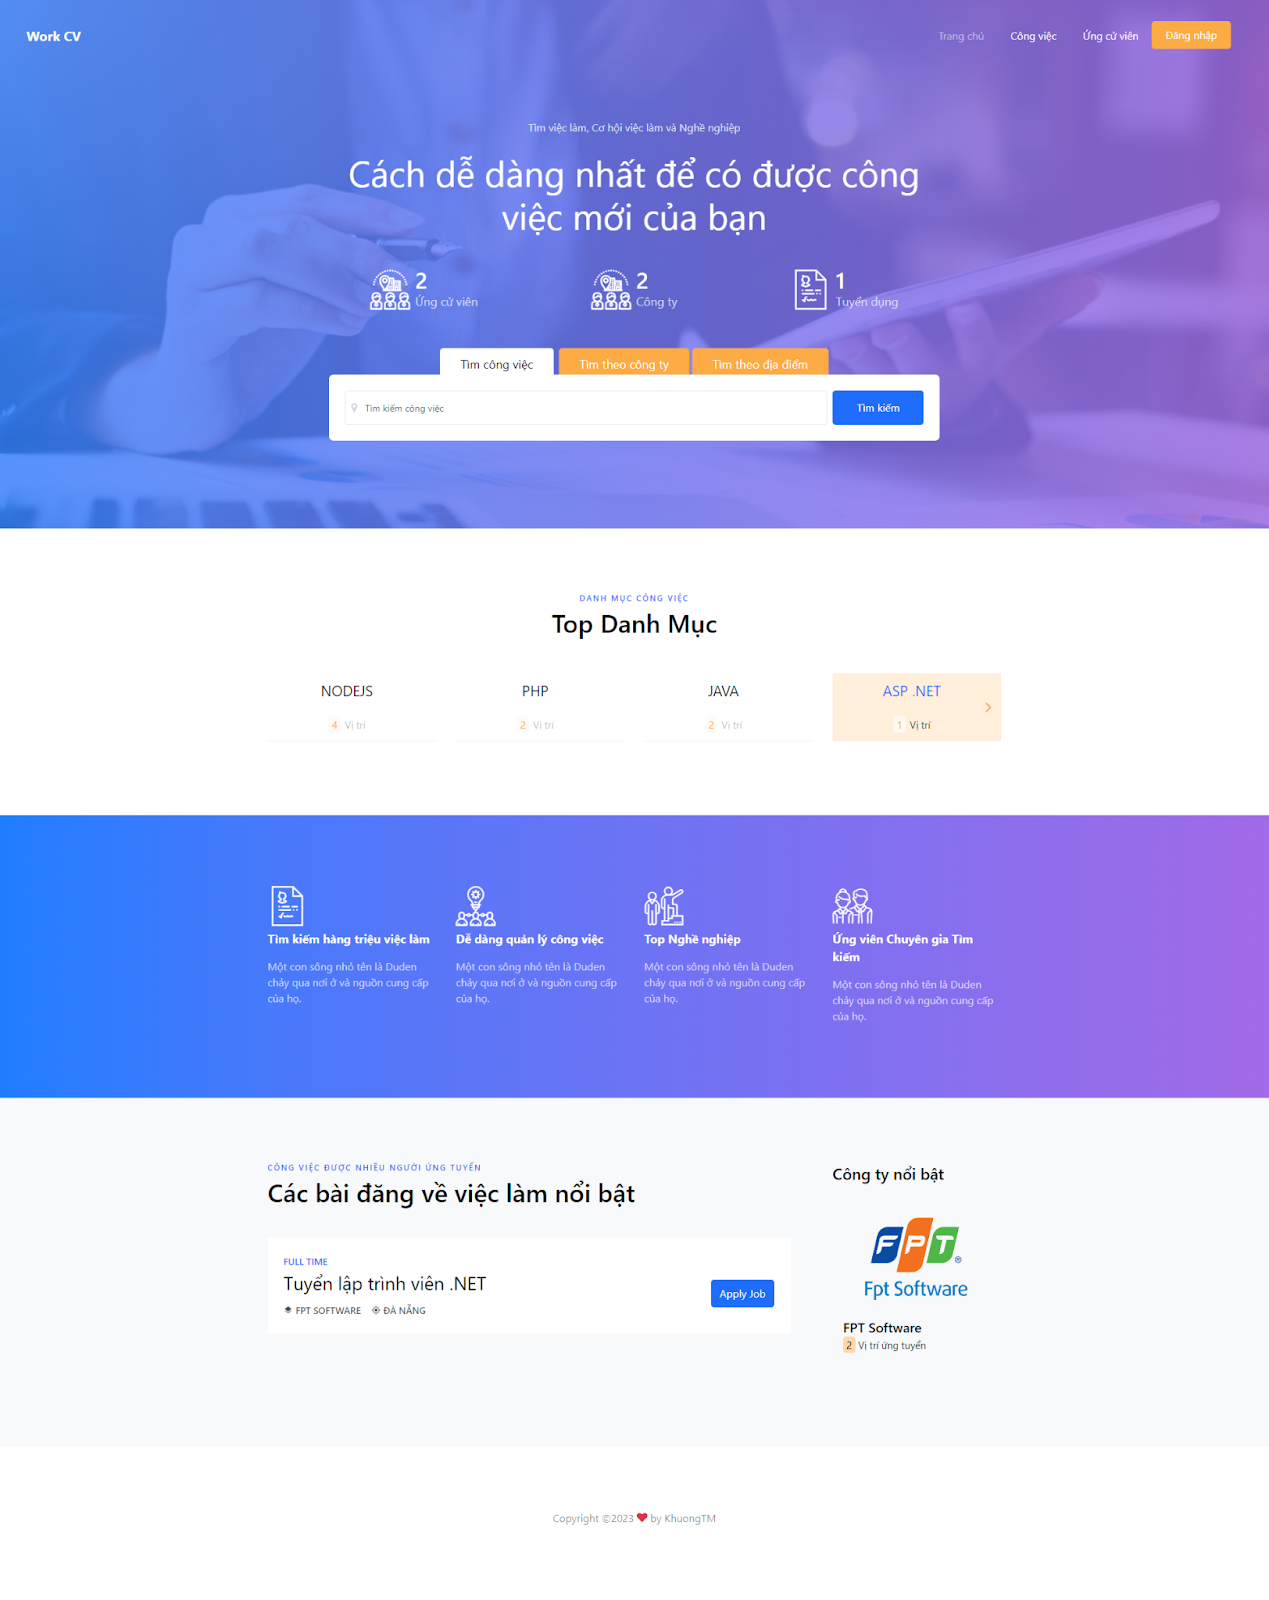 Work CV
Trang chủ
Công việc
Ứng cử viên
Đăng nhập
Tìm việc làm, Cơ hội việc làm và Nghề nghiệp
Cách dễ dàng nhất để có được công
việc mới của bạn
2
Ứng cử viên
2
Công ty
1
Tuyển dụng
Tìm công việc
Tìm theo công ty
Tìm theo địa điểm
Tìm kiếm công việc
Tìm kiếm
DANH MỤC CÔNG VIỆC
Top Danh Mục
NODEJS
4 Vị trí
PHP
2 Vị trí
JAVA
2 Vị trí
ASP .NET
1 Vị trí
Tìm kiếm hàng triệu việc làm
Một con sông nhỏ tên là Duden
chảy qua nơi ở và nguồn cung cấp
của họ.
Dễ dàng quản lý công việc
Một con sông nhỏ tên là Duden
chảy qua nơi ở và nguồn cung cấp
của họ.
Top Nghề nghiệp
Một con sông nhỏ tên là Duden
chảy qua nơi ở và nguồn cung cấp
của họ.
Ứng viên Chuyên gia Tìm
kiếm
Một con sông nhỏ tên là Duden
chảy qua nơi ở và nguồn cung cấp
của họ.
CÔNG VIỆC ĐƯỢC NHIỀU NGƯỜI ỨNG TUYỂN
Các bài đăng về việc làm nổi bật
FULL TIME
Tuyển lập trình viên .NET
FPT SOFTWARE ĐÀ NẴNG
Apply Job
Công ty nổi bật
FPT®
Fpt Software
FPT Software
2 Vị trí ứng tuyển
Copyright ©2023 ❤ by KhuongTM